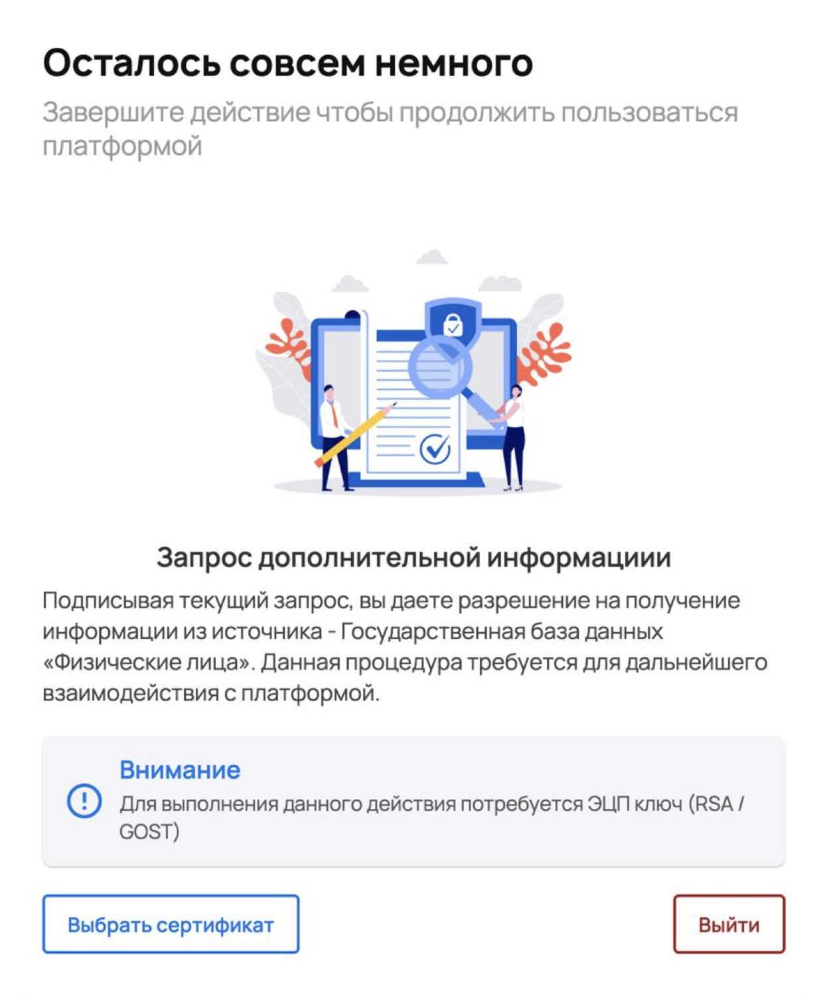 Осталось совсем немного
Завершите действие чтобы продолжить пользоваться
платформой
Запрос дополнительной информациии
Подписывая текущий запрос, вы даете разрешение на получение
информации из источника - Государственная база данных
«Физические лица». Данная процедура требуется для дальнейшего
взаимодействия с платформой.
Внимание
Для выполнения данного действия потребуется ЭЦП ключ (RSA /
GOST)
Выбрать сертификат
Выйти